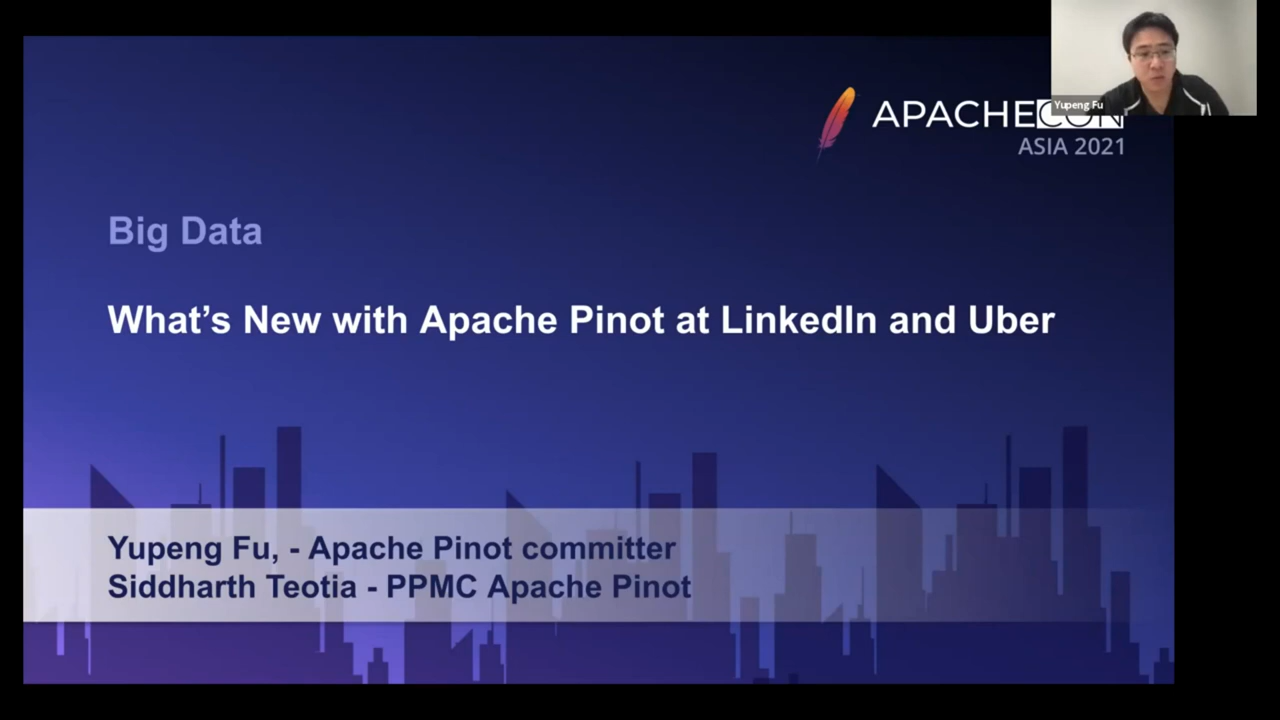 Yupeng Fu
APACHECON
ASIA 2021
Big Data
What's New with Apache Pinot at LinkedIn and Uber
Yupeng Fu, - Apache Pinot committer
Siddharth Teotia - PPMC Apache Pinot